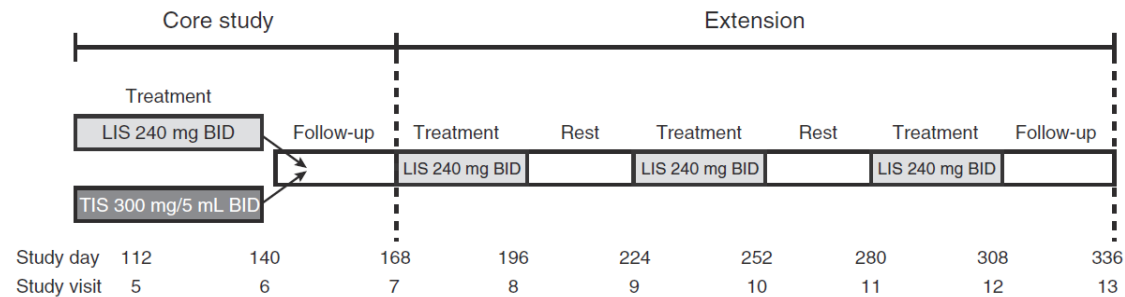 Core study Extension
Treatment
LIS 240 mg BID Follow-up Treatment Rest Treatment Rest Treatment Follow-up
LIS 240 mg BID LIS 240 mg BID LIS 240 mg BID
TIS 300 mg/5 mL BID
Study day 112 140 168 196 224 252 280 308 336
Study visit 5 6 7 8 9 10 11 12 13